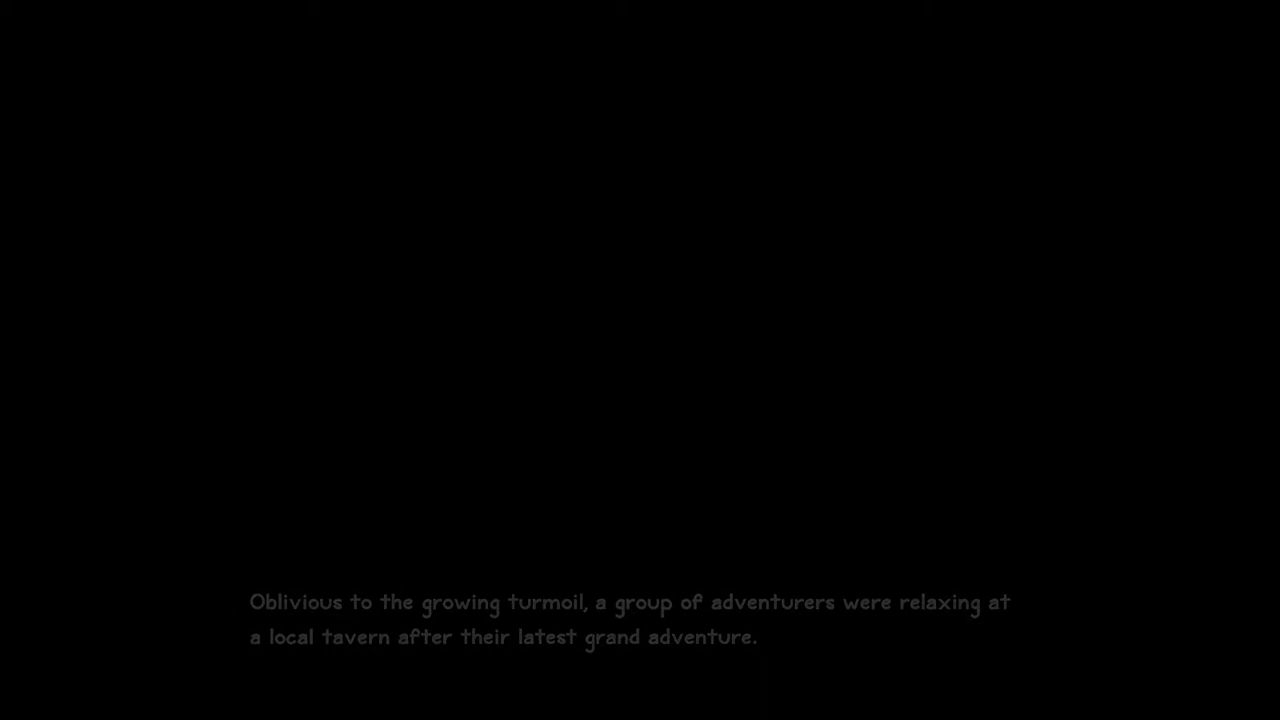 Oblivious to the growing turmoil, a group of adventurers were relaxing at
a local tavern after their latest grand adventure.